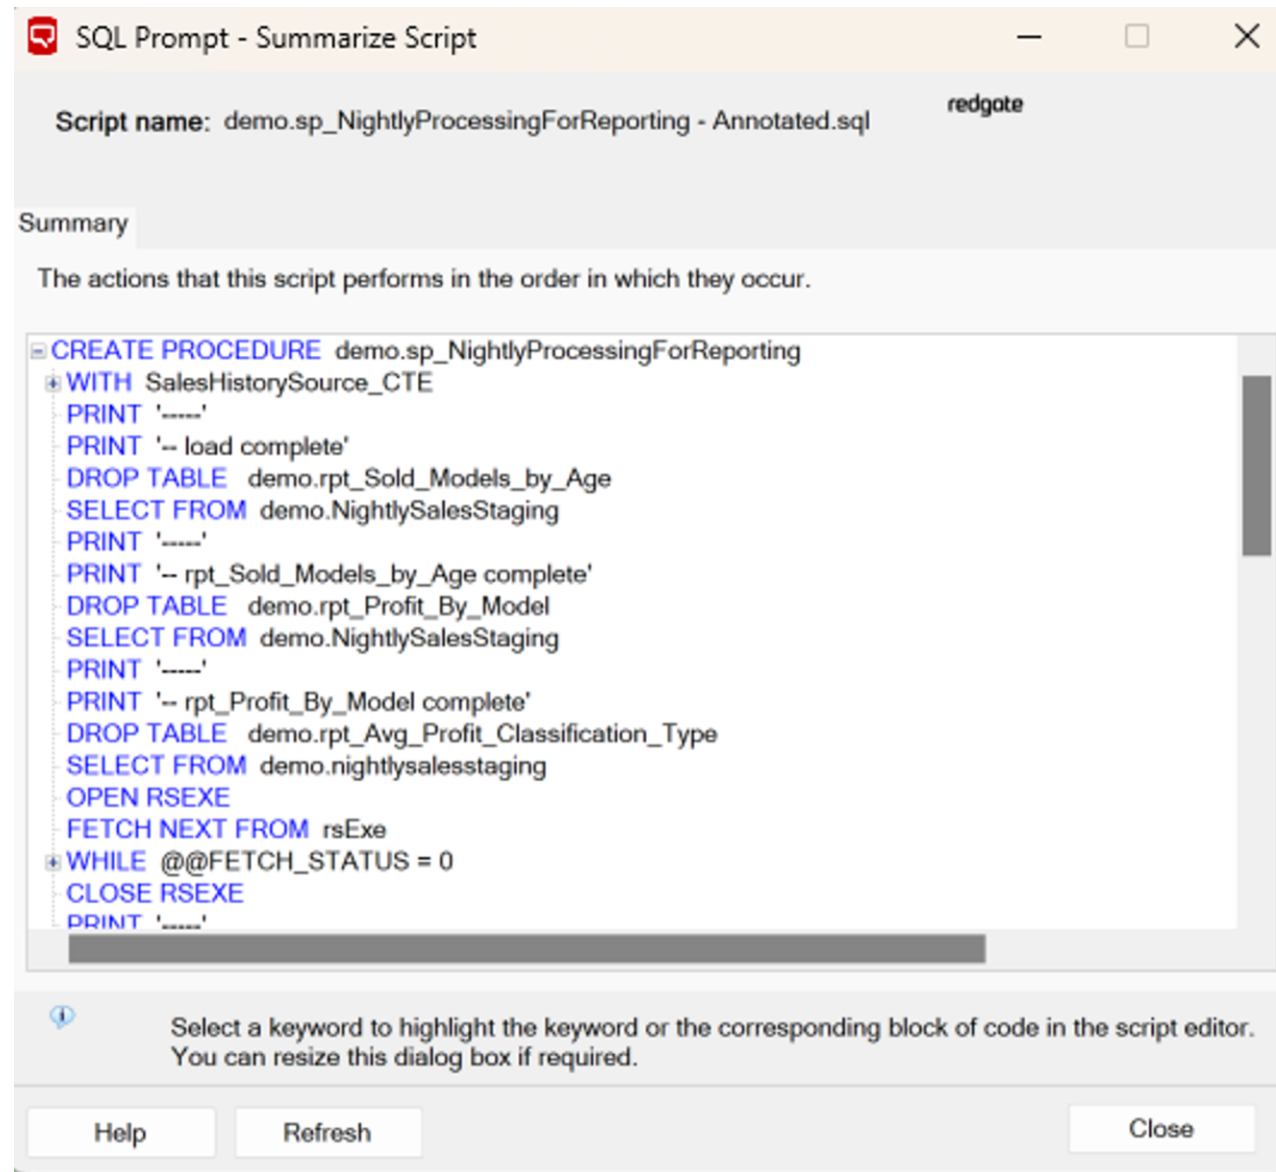 SQL Prompt - Summarize Script
Script name: demo.sp_NightlyProcessingForReporting - Annotated.sql
redgate
Summary
The actions that this script performs in the order in which they occur.
CREATE PROCEDURE demo.sp_NightlyProcessingForReporting
WITH SalesHistorySource_CTE
PRINT '-----'
PRINT '-- load complete'
DROP TABLE demo.rpt_Sold_Models_by_Age
SELECT FROM demo.NightlySalesStaging
PRINT '-----'
PRINT '-- rpt_Sold_Models_by_Age complete'
DROP TABLE demo.rpt_Profit_By_Model
SELECT FROM demo.NightlySalesStaging
PRINT '-----'
PRINT '-- rpt_Profit_By_Model complete'
DROP TABLE demo.rpt_Avg_Profit_Classification_Type
SELECT FROM demo.nightlysalesstaging
OPEN RSEXE
FETCH NEXT FROM rsExe
WHILE @@FETCH_STATUS = 0
CLOSE RSEXE
PRINT '-----'
Select a keyword to highlight the keyword or the corresponding block of code in the script editor.
You can resize this dialog box if required.
Help
Refresh
Close